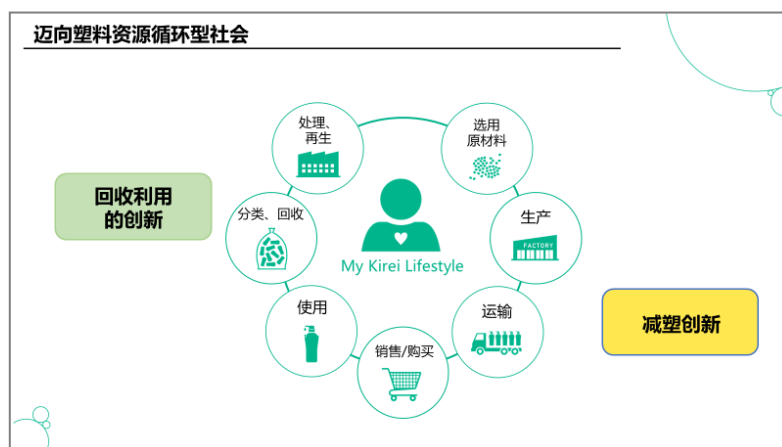 迈向塑料资源循环型社会
处理、
再生
选用
原材料
回收利用
的创新
分类、回收
生产
FACTORY
My Kirei Lifestyle
使用
运输
减塑创新
销售/购买